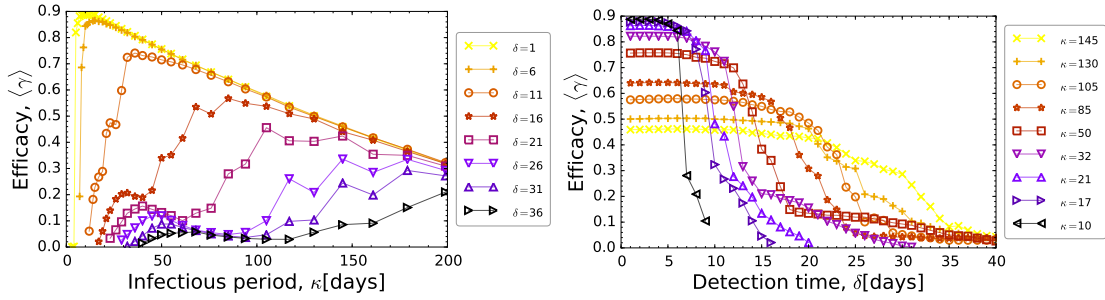 0.9
0.8
0.7
0.6
0.5
0.4
0.3
0.2
0.1
0.0
Efficacy, ⟨γ⟩
0 50 100 150 200
Infectious period, κ[days]
δ=1
δ=6
δ=11
δ=16
δ=21
δ=26
δ=31
δ=36
0.9
0.8
0.7
0.6
0.5
0.4
0.3
0.2
0.1
0.0
Efficacy, ⟨γ⟩
0 5 10 15 20 25 30 35 40
Detection time, δ[days]
κ=145
κ=130
κ=105
κ=85
κ=50
κ=32
κ=21
κ=17
κ=10